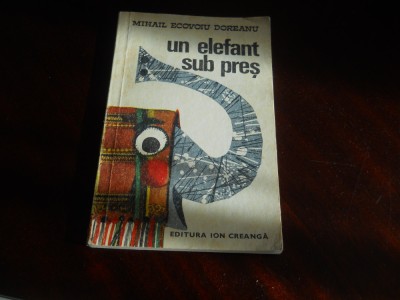 MIHAIL ECOVOIU DOREANU
un elefant
sub preș
EDITURA ION CREANGĂ